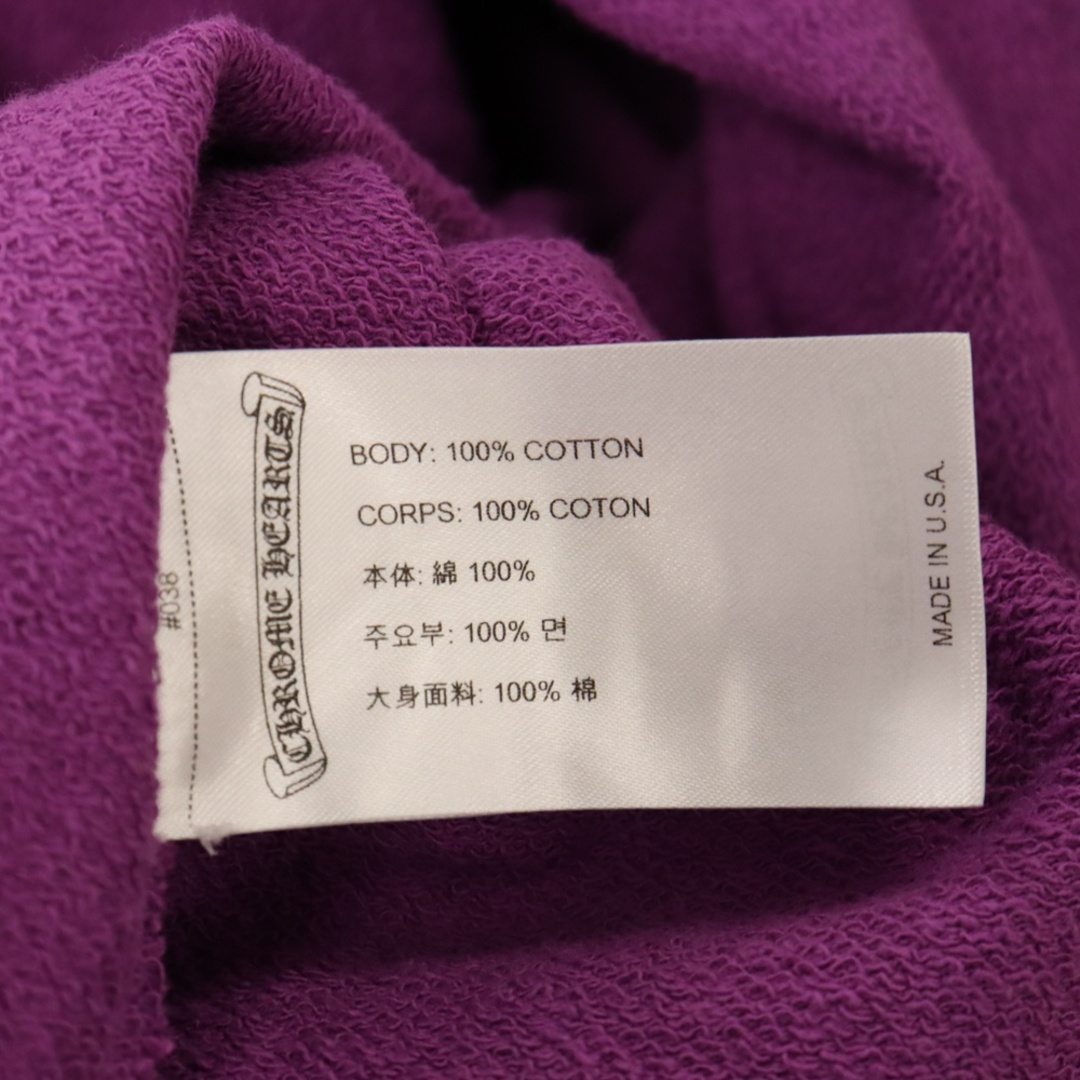 #038
CHROME HEARTS
BODY: 100% COTTON
CORPS: 100% COTON
本体: 綿 100%
주요부: 100% 면
大身面料: 100% 棉
MADE IN U.S.A.